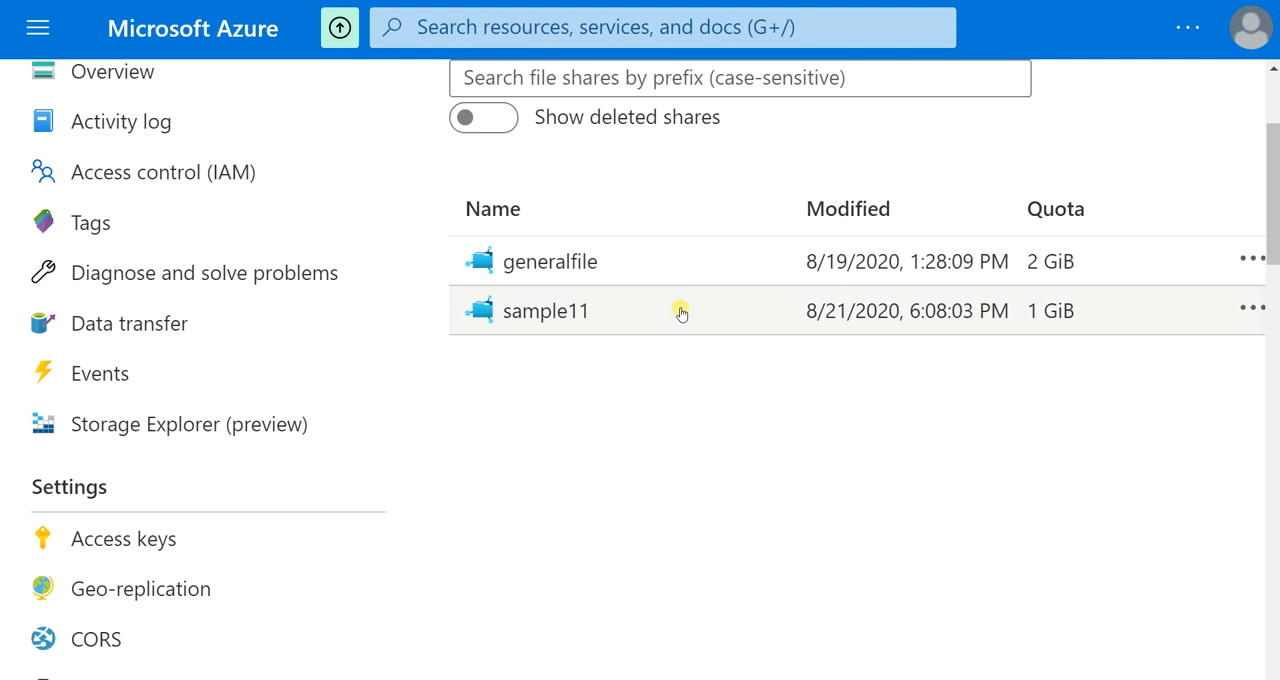 Microsoft Azure
Search resources, services, and docs (G+/)
Overview
Activity log
Access control (IAM)
Tags
Diagnose and solve problems
Data transfer
Events
Storage Explorer (preview)
Settings
Access keys
Geo-replication
CORS
Search file shares by prefix (case-sensitive)
Show deleted shares
Name Modified Quota
generalfile 8/19/2020, 1:28:09 PM 2 GiB
sample11 8/21/2020, 6:08:03 PM 1 GiB